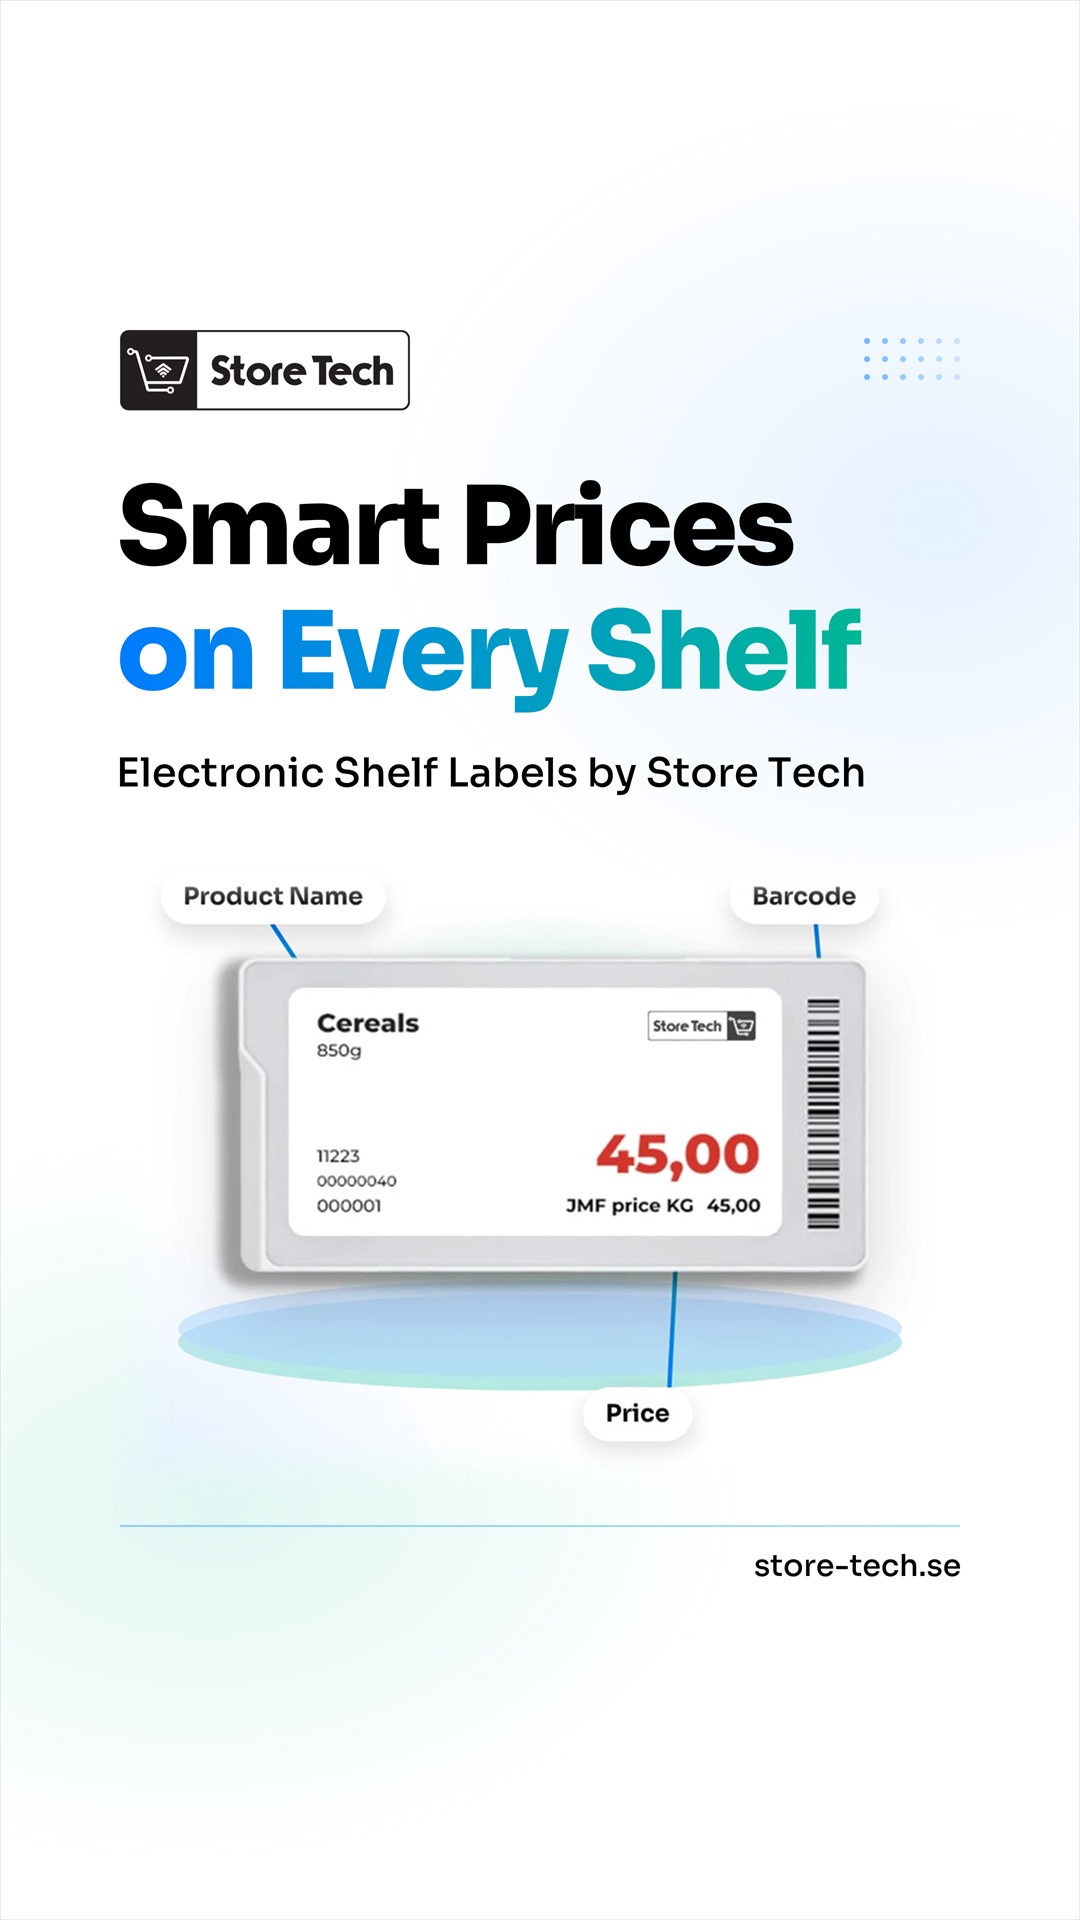 Store Tech
Smart Prices
on Every Shelf
Electronic Shelf Labels by Store Tech
Product Name
Barcode
Cereals
850g
Store Tech
11223
00000040
000001
45,00
JMF price KG 45,00
Price
store-tech.se